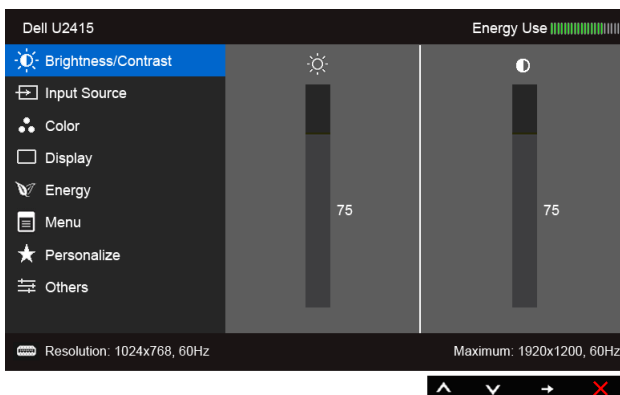 Dell U2415
Energy Use
Brightness/Contrast
Input Source
Color
Display
Energy
Menu
Personalize
Others
75
75
Resolution: 1024x768, 60Hz
Maximum: 1920x1200, 60Hz